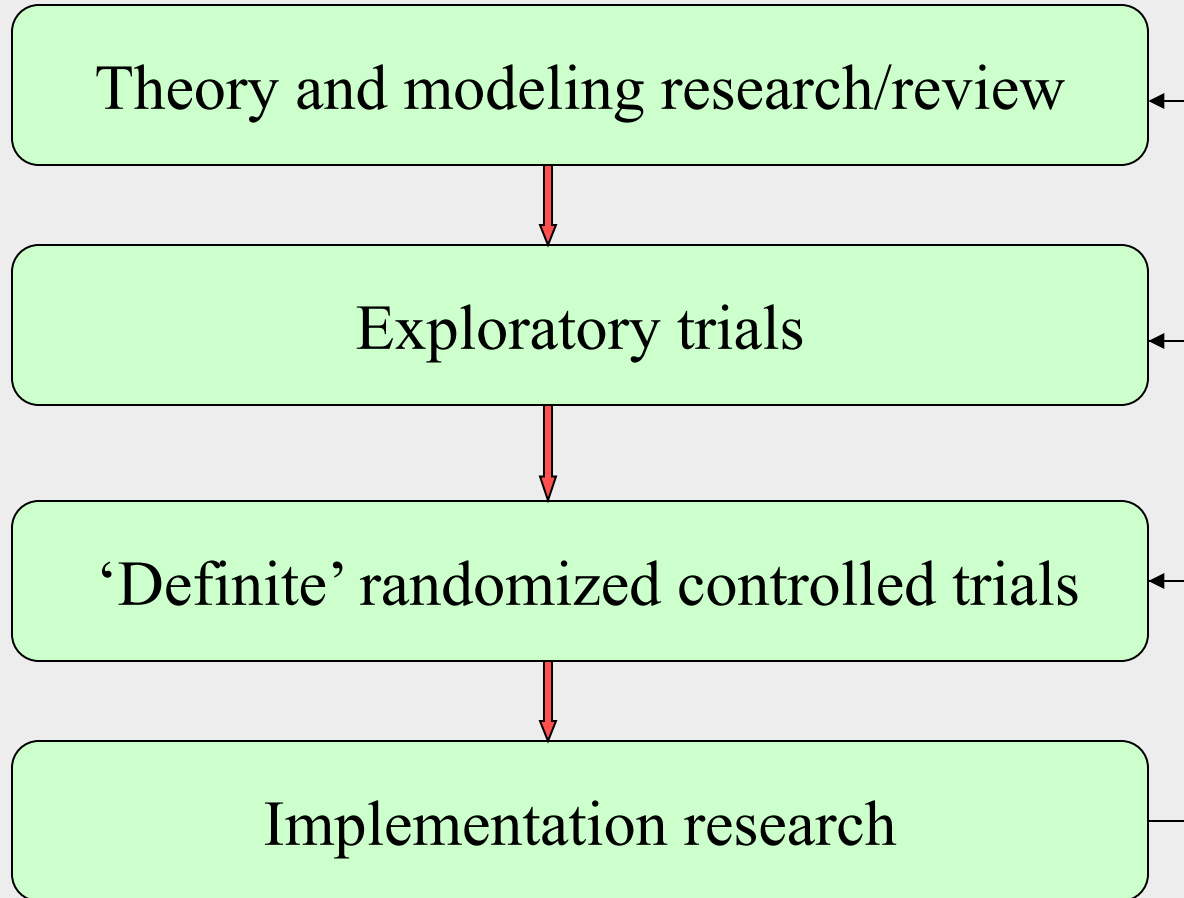 Theory and modeling research/review
Exploratory trials
‘Definite’ randomized controlled trials
Implementation research